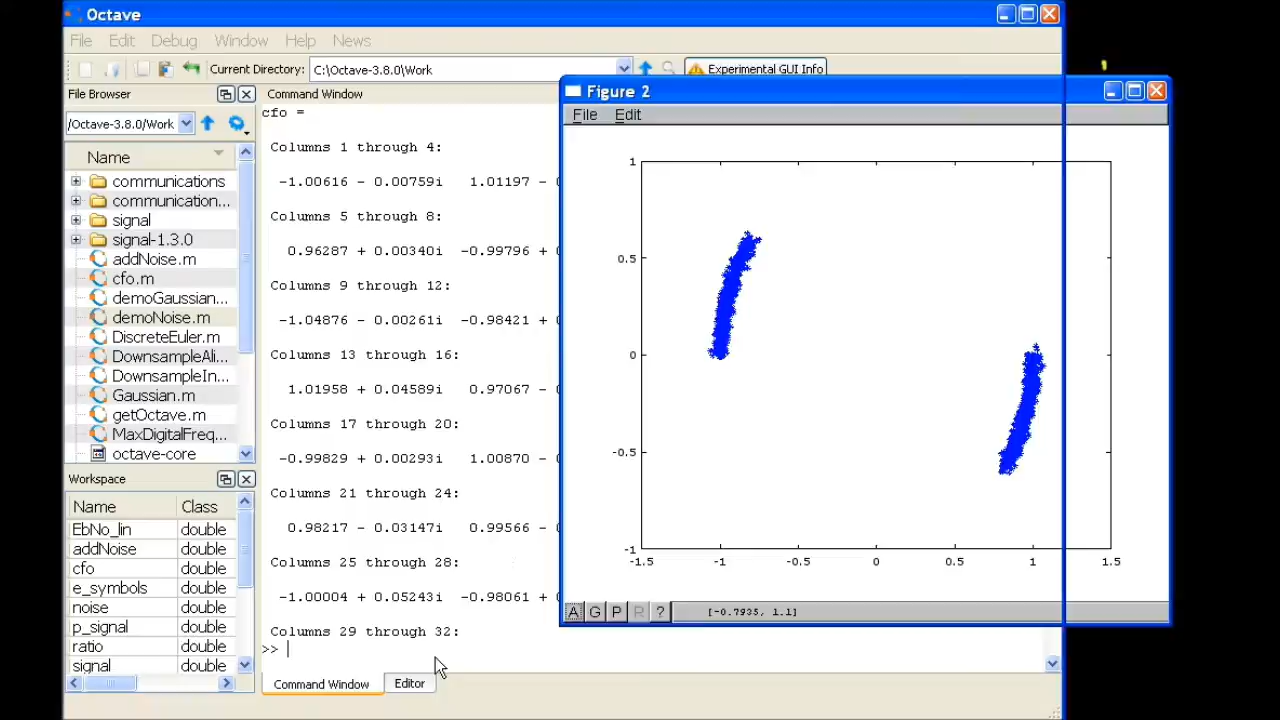 Octave
File Edit Debug Window Help News
Current Directory: C:\Octave-3.8.0\Work Experimental GUI Info
File Browser
/Octave-3.8.0/Work
Name
communications
communication...
signal
signal-1.3.0
addNoise.m
cfo.m
demoGaussian...
demoNoise.m
DiscreteEuler.m
DownsampleAli...
DownsampleIn...
Gaussian.m
getOctave.m
MaxDigitalFreq...
octave-core
Workspace
Name Class
EbNo_lin double
addNoise double
cfo double
e_symbols double
noise double
p_signal double
ratio double
signal double
Command Window
cfo =
Columns 1 through 4:
-1.00616 - 0.00759i 1.01197 -
Columns 5 through 8:
0.96287 + 0.00340i -0.99796 +
Columns 9 through 12:
-1.04876 - 0.00261i -0.98421 +
Columns 13 through 16:
1.01958 + 0.04589i 0.97067 -
Columns 17 through 20:
-0.99829 + 0.00293i 1.00870 -
Columns 21 through 24:
0.98217 - 0.03147i 0.99566 -
Columns 25 through 28:
-1.00004 + 0.05243i -0.98061 +
Columns 29 through 32:
>>
Command Window Editor
Figure 2
File Edit
1
0.5
0
-0.5
-1
-1.5 -1 -0.5 0 0.5 1 1.5
A G P R ? [-0.7935, 1.1]